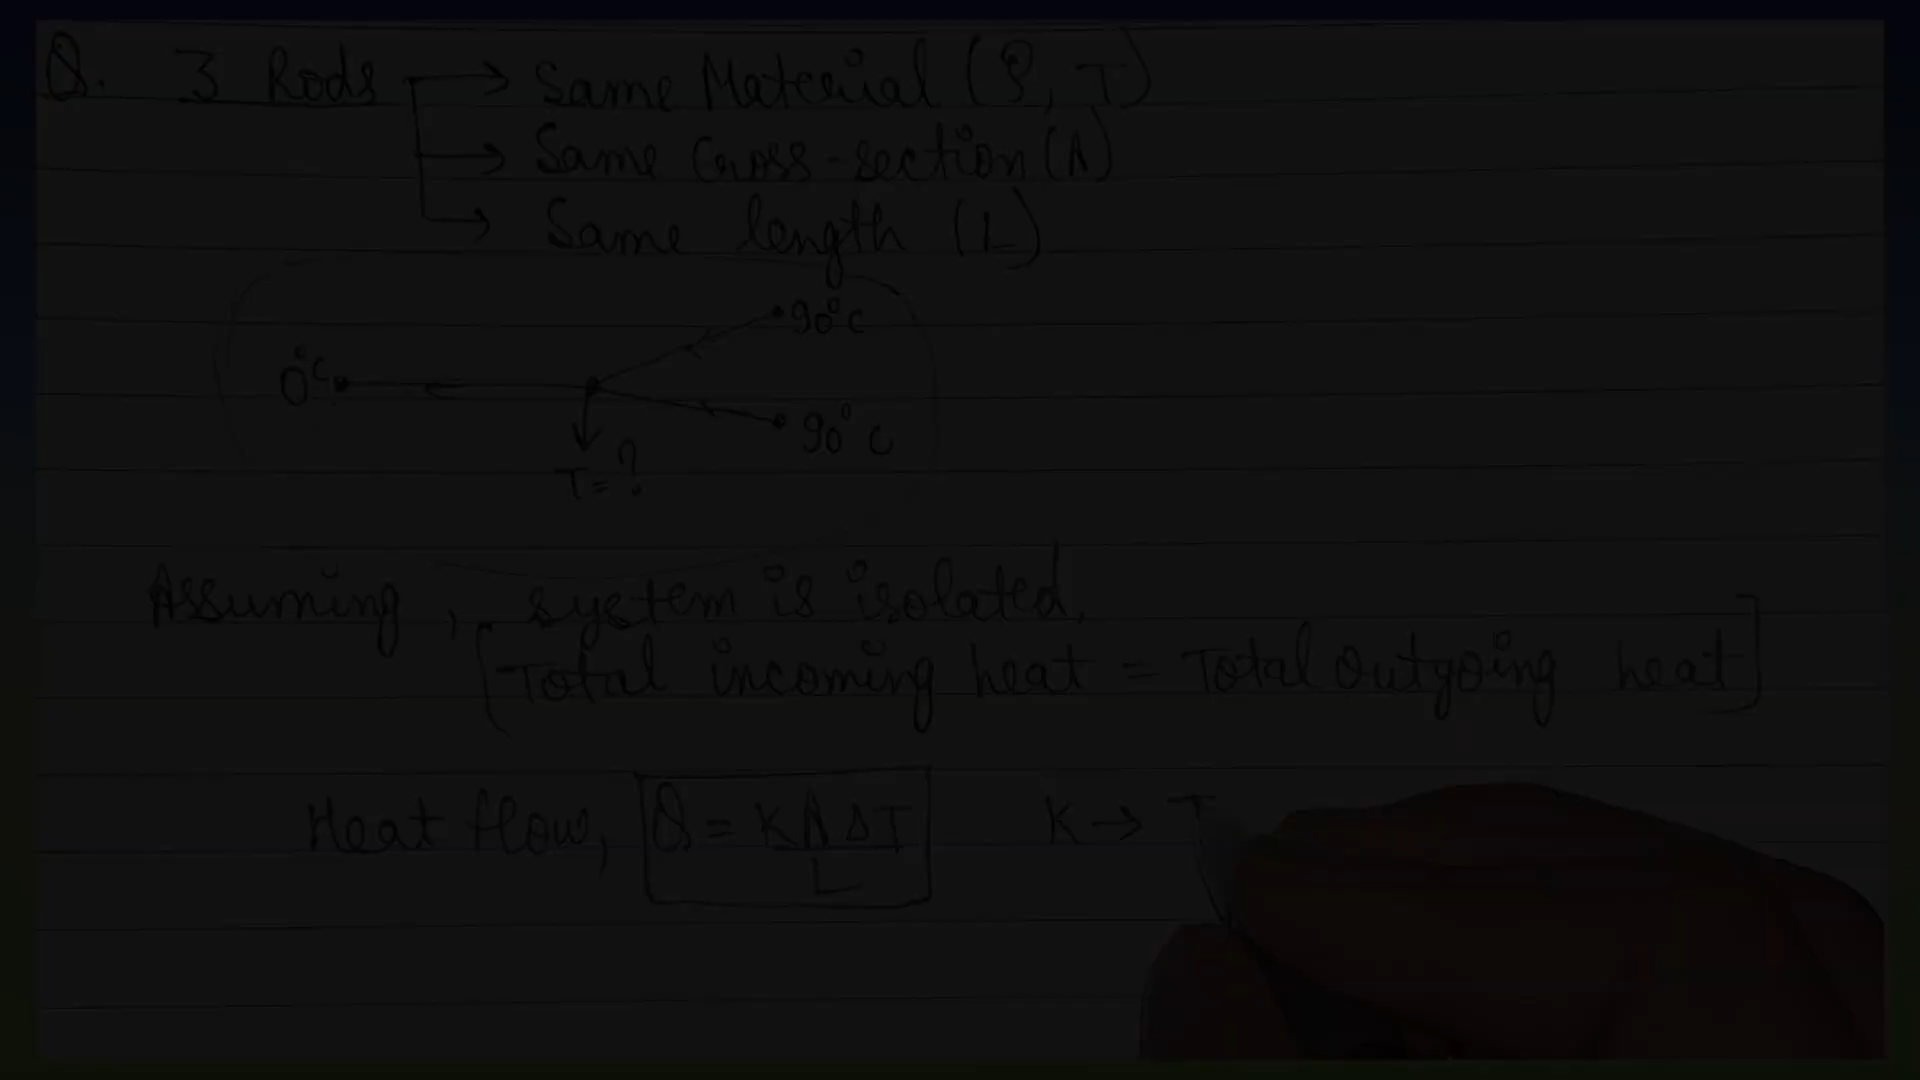 Q. 3 Rods → Same Material (ρ, T)
→ Same Cross-section (A)
→ Same length (L)
90°C
0°C
90°C
T = ?
Assuming, system is isolated,
[Total incoming heat = Total outgoing heat]
Heat flow, Q = KAΔT / L K → T